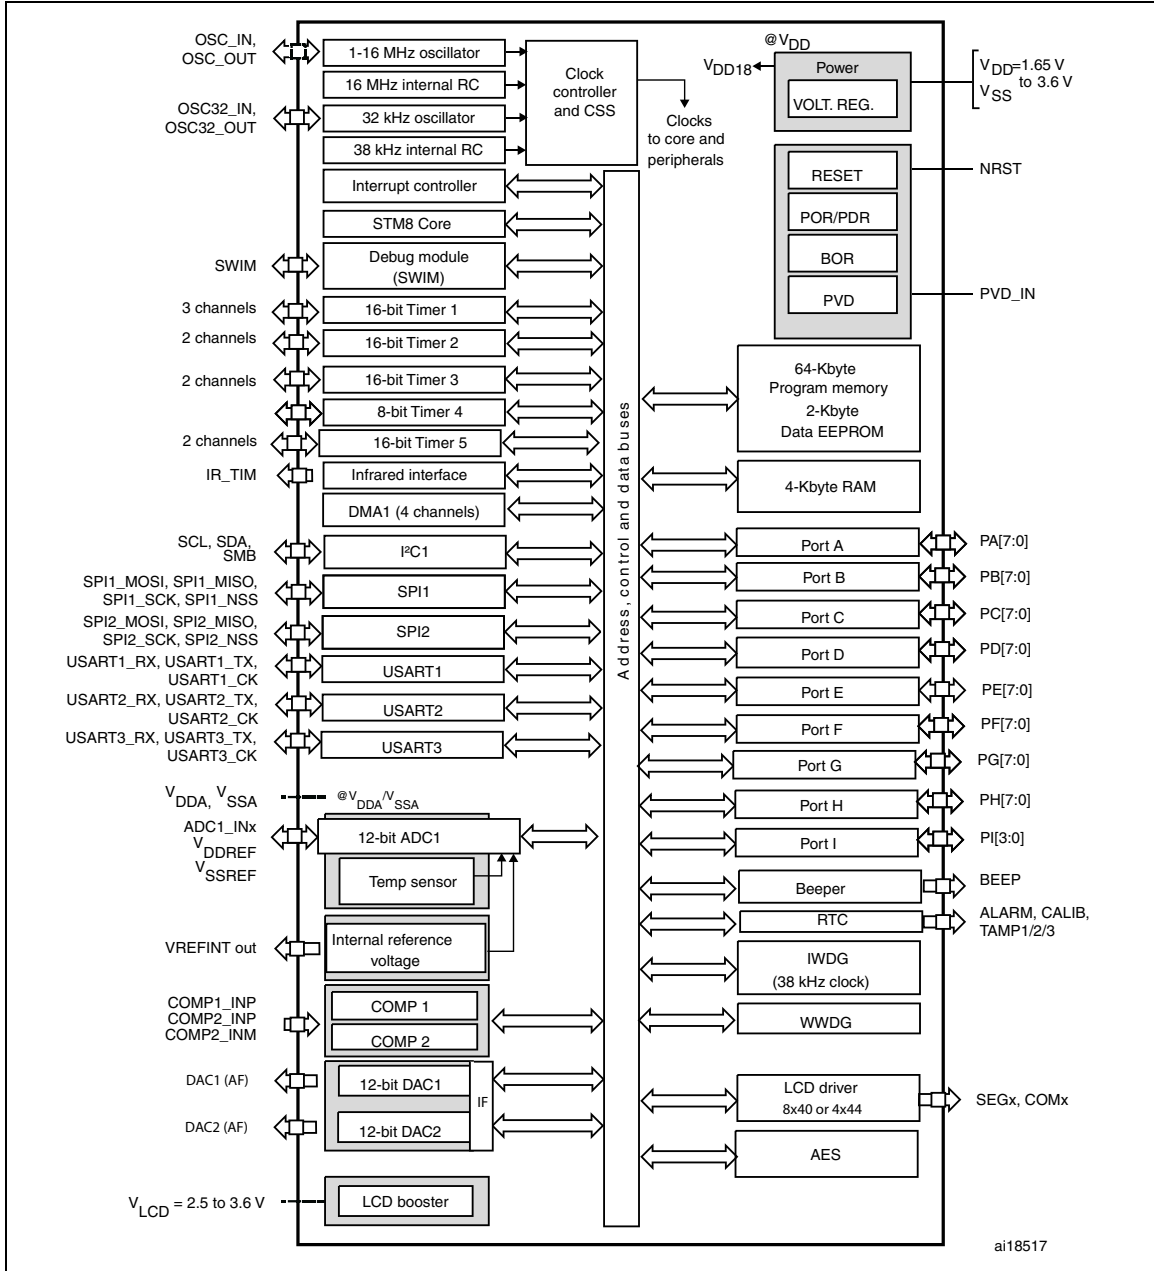 OSC_IN,
OSC_OUT
1-16 MHz oscillator
16 MHz internal RC
OSC32_IN,
OSC32_OUT
32 kHz oscillator
38 kHz internal RC
Clock
controller
and CSS
Clocks
to core and
peripherals
@VDD
VDD18
Power
VOLT. REG.
VDD=1.65 V
to 3.6 V
VSS
RESET
NRST
POR/PDR
BOR
PVD
PVD_IN
Interrupt controller
STM8 Core
SWIM
Debug module
(SWIM)
3 channels
16-bit Timer 1
2 channels
16-bit Timer 2
2 channels
16-bit Timer 3
8-bit Timer 4
2 channels
16-bit Timer 5
IR_TIM
Infrared interface
DMA1 (4 channels)
SCL, SDA,
SMB
I²C1
SPI1_MOSI, SPI1_MISO,
SPI1_SCK, SPI1_NSS
SPI1
SPI2_MOSI, SPI2_MISO,
SPI2_SCK, SPI2_NSS
SPI2
USART1_RX, USART1_TX,
USART1_CK
USART1
USART2_RX, USART2_TX,
USART2_CK
USART2
USART3_RX, USART3_TX,
USART3_CK
USART3
VDDA, VSSA
@VDDA/VSSA
ADC1_INx
VDDREF
VSSREF
12-bit ADC1
Temp sensor
VREFINT out
Internal reference
voltage
COMP1_INP
COMP2_INP
COMP2_INM
COMP 1
COMP 2
DAC1 (AF)
12-bit DAC1
IF
DAC2 (AF)
12-bit DAC2
VLCD = 2.5 to 3.6 V
LCD booster
Address, control and data buses
64-Kbyte
Program memory
2-Kbyte
Data EEPROM
4-Kbyte RAM
Port A
PA[7:0]
Port B
PB[7:0]
Port C
PC[7:0]
Port D
PD[7:0]
Port E
PE[7:0]
Port F
PF[7:0]
Port G
PG[7:0]
Port H
PH[7:0]
Port I
PI[3:0]
Beeper
BEEP
RTC
ALARM, CALIB,
TAMP1/2/3
IWDG
(38 kHz clock)
WWDG
LCD driver
8x40 or 4x44
SEGx, COMx
AES
ai18517